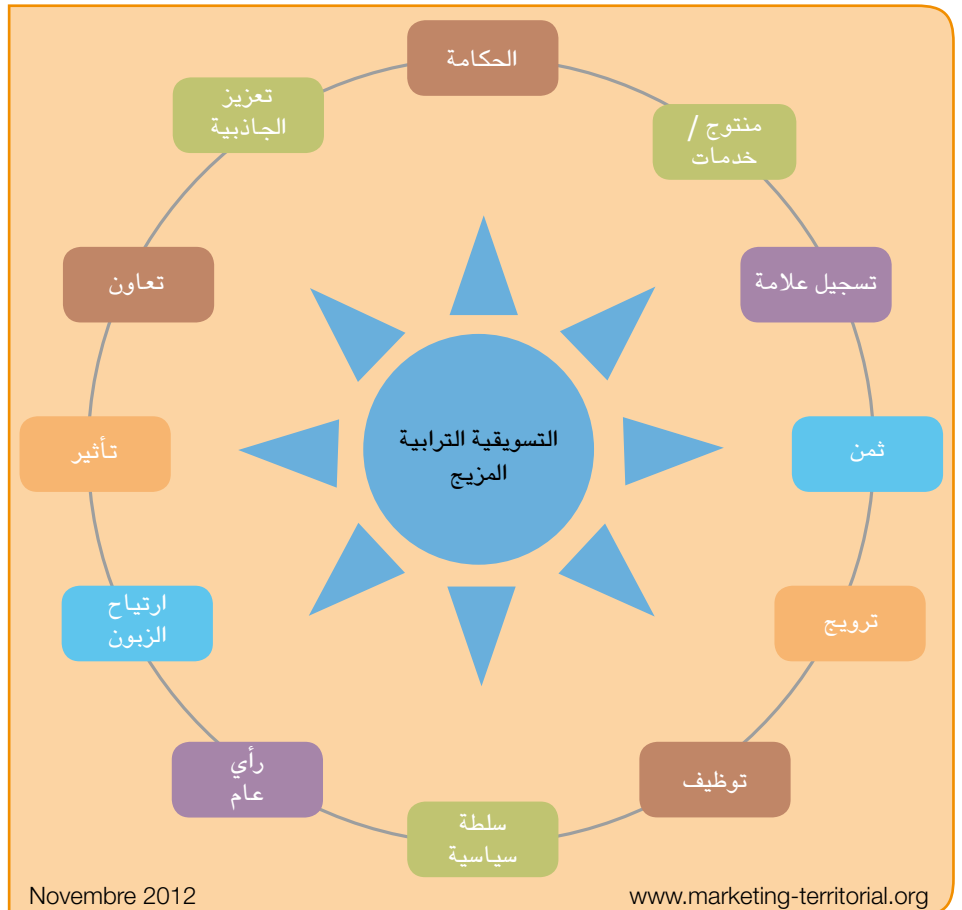 الحكامة
منتوج /
خدمات
تسجيل علامة
ثمن
ترويج
توظيف
سلطة
سياسية
رأي
عام
ارتياح
الزبون
تأثير
تعاون
تعزيز
الجاذبية
التسويقية الترابية
المزيج
Novembre 2012
www.marketing-territorial.org